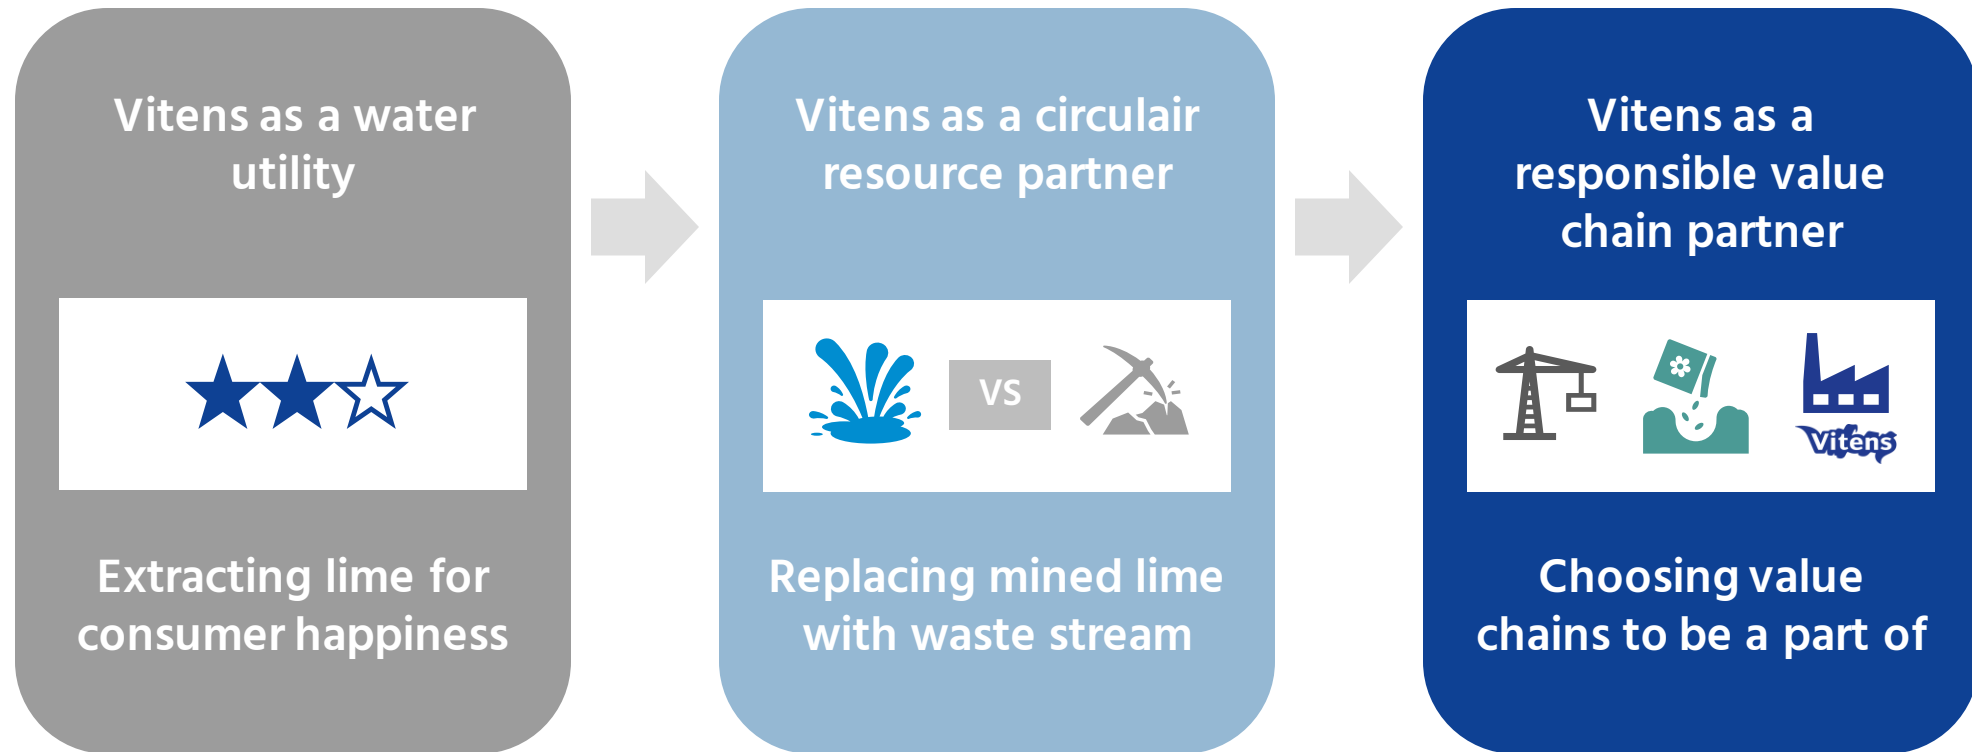 Vitens as a water
utility
Extracting lime for
consumer happiness
Vitens as a circulair
resource partner
VS
Replacing mined lime
with waste stream
Vitens as a
responsible value
chain partner
Vitens
Choosing value
chains to be a part of